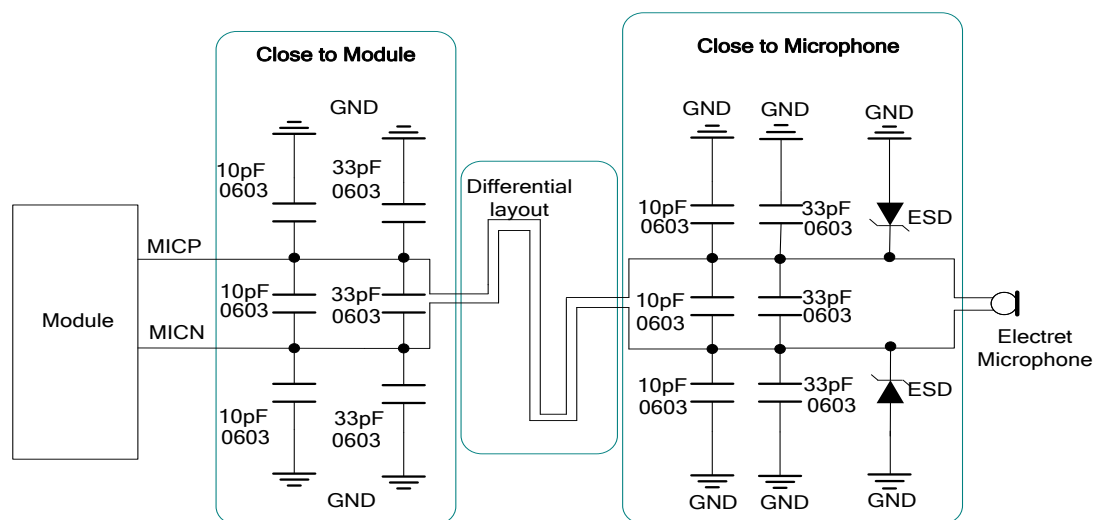 Close to Module
GND
10pF
0603
33pF
0603
MICP
10pF
0603
33pF
0603
Module
MICN
10pF
0603
33pF
0603
GND
Differential
layout
Close to Microphone
GND
GND
GND
10pF
0603
33pF
0603
ESD
10pF
0603
33pF
0603
Electret
Microphone
10pF
0603
33pF
0603
ESD
GND
GND
GND